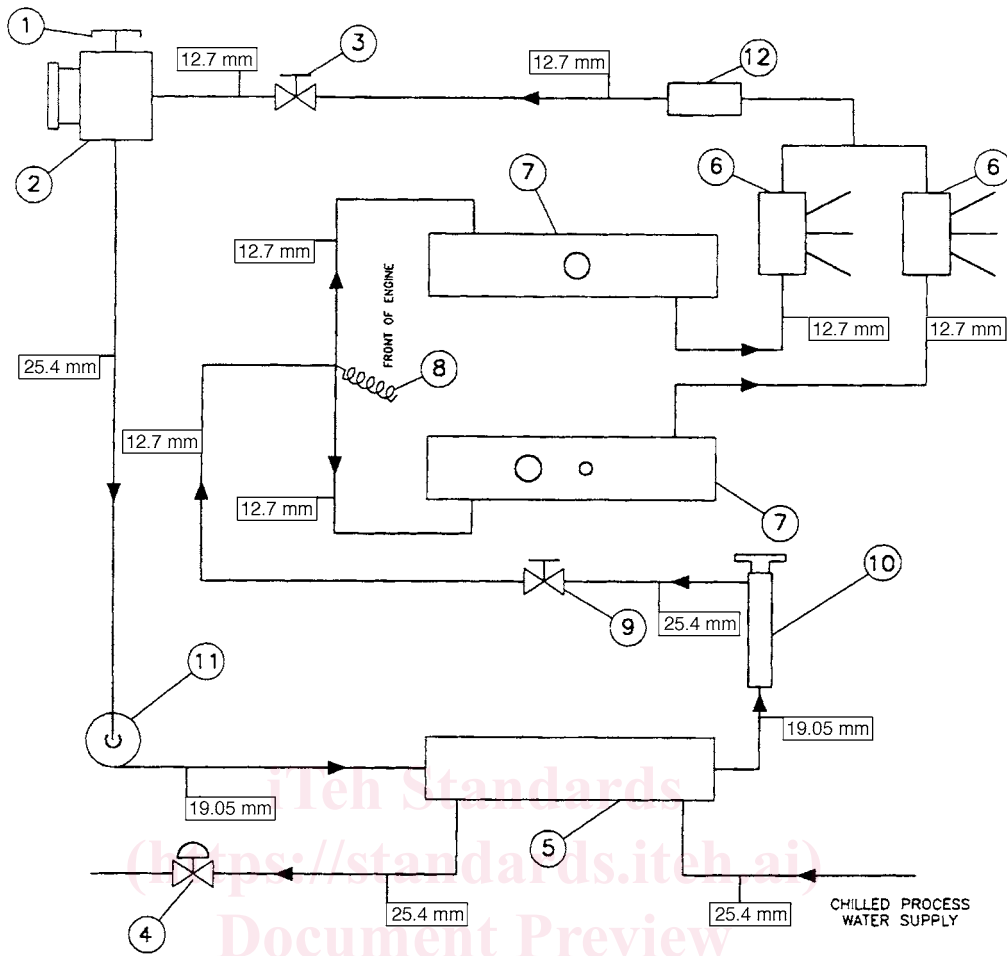 1
3
12
12.7 mm
12.7 mm
2
6
6
7
12.7 mm
FRONT OF ENGINE
12.7 mm
12.7 mm
25.4 mm
8
12.7 mm
12.7 mm
7
10
9
25.4 mm
11
19.05 mm
iTeh Standards
19.05 mm
5
(https://standards.iteh.ai)
4
25.4 mm
25.4 mm
CHILLED PROCESS
WATER SUPPLY
Document Preview